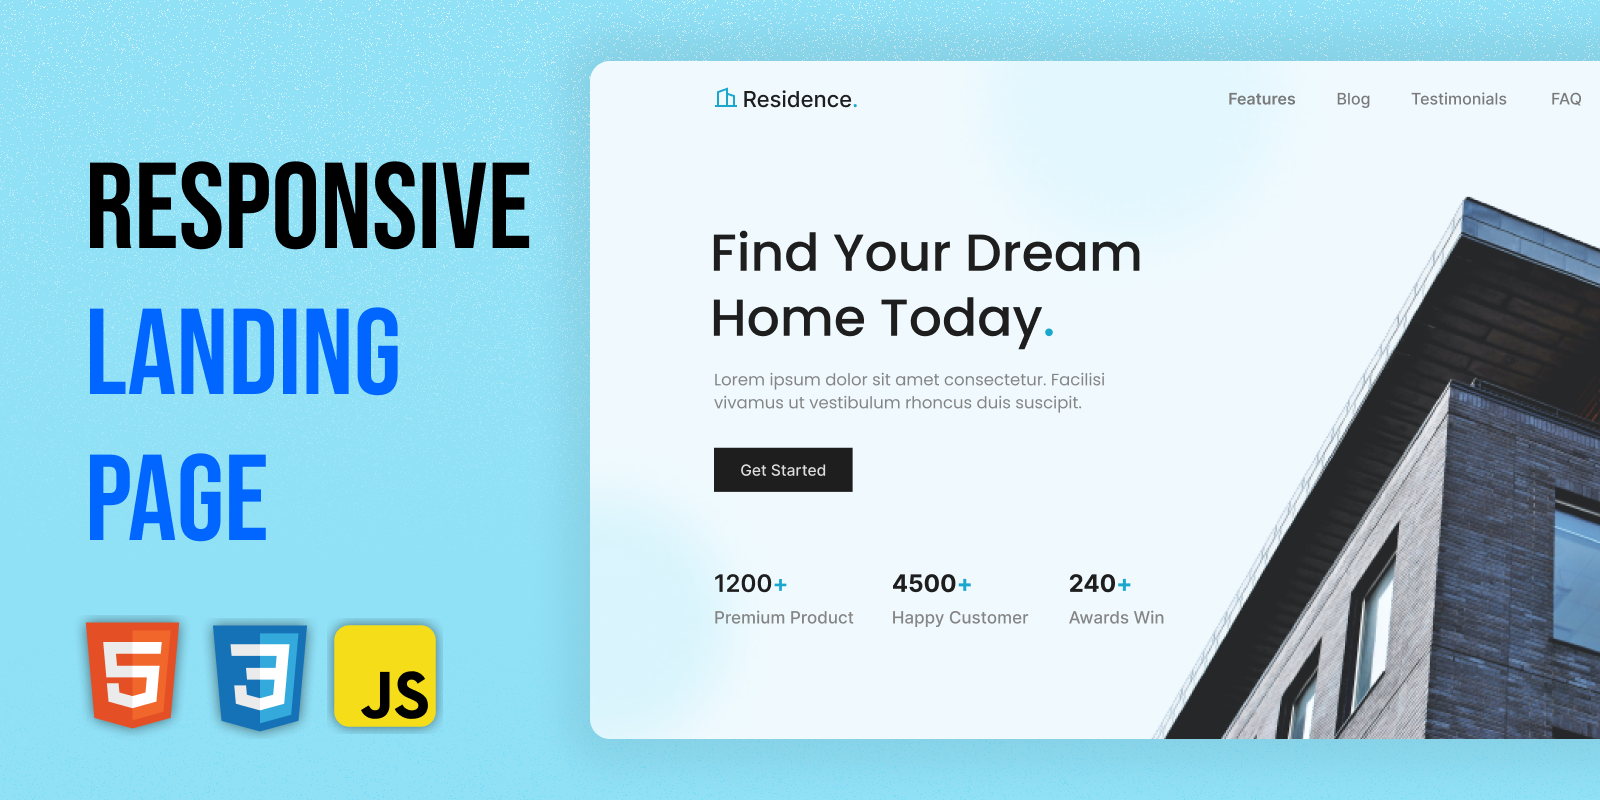 RESPONSIVE
LANDING
PAGE
5
3
JS
Residence.
Features Blog Testimonials FAQ
Find Your Dream
Home Today.
Lorem ipsum dolor sit amet consectetur. Facilisi
vivamus ut vestibulum rhoncus duis suscipit.
Get Started
1200+ 4500+ 240+
Premium Product Happy Customer Awards Win